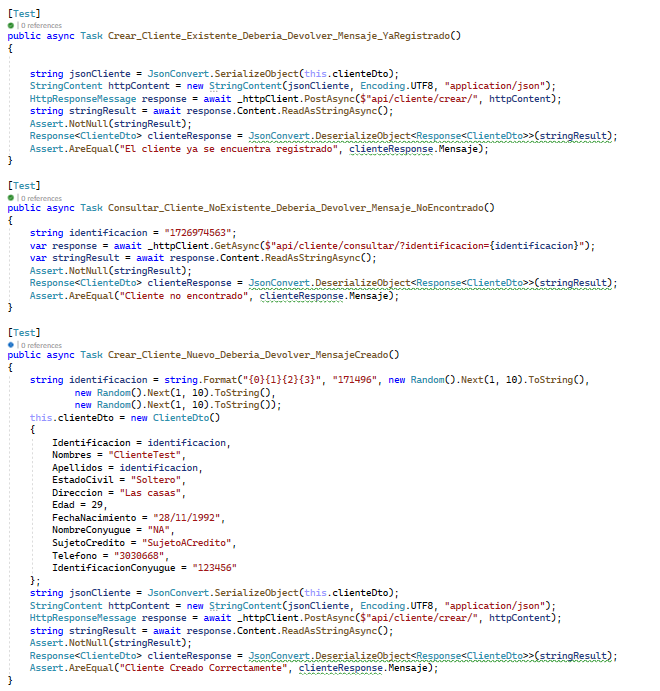 [Test]
| 0 references
public async Task Crear_Cliente_Existente_Deberia_Devolver_Mensaje_YaRegistrado()
{
string jsonCliente = JsonConvert.SerializeObject(this.clienteDto);
StringContent httpContent = new StringContent(jsonCliente, Encoding.UTF8, "application/json");
HttpResponseMessage response = await _httpClient.PostAsync($"api/cliente/crear/", httpContent);
string stringResult = await response.Content.ReadAsStringAsync();
Assert.NotNull(stringResult);
Response<ClienteDto> clienteResponse = JsonConvert.DeserializeObject<Response<ClienteDto>>(stringResult);
Assert.AreEqual("El cliente ya se encuentra registrado", clienteResponse.Mensaje);
}
[Test]
| 0 references
public async Task Consultar_Cliente_NoExistente_Deberia_Devolver_Mensaje_NoEncontrado()
{
string identificacion = "1726974563";
var response = await _httpClient.GetAsync($"api/cliente/consultar/?identificacion={identificacion}");
var stringResult = await response.Content.ReadAsStringAsync();
Assert.NotNull(stringResult);
Response<ClienteDto> clienteResponse = JsonConvert.DeserializeObject<Response<ClienteDto>>(stringResult);
Assert.AreEqual("Cliente no encontrado", clienteResponse.Mensaje);
}
[Test]
| 0 references
public async Task Crear_Cliente_Nuevo_Deberia_Devolver_MensajeCreado()
{
string identificacion = string.Format("{0}{1}{2}{3}", "171496", new Random().Next(1, 10).ToString(),
new Random().Next(1, 10).ToString(),
new Random().Next(1, 10).ToString());
this.clienteDto = new ClienteDto()
{
Identificacion = identificacion,
Nombres = "ClienteTest",
Apellidos = identificacion,
EstadoCivil = "Soltero",
Direccion = "Las casas",
Edad = 29,
FechaNacimiento = "28/11/1992",
NombreConyugue = "NA",
SujetoCredito = "SujetoACredito",
Telefono = "3030668",
IdentificacionConyugue = "123456"
};
string jsonCliente = JsonConvert.SerializeObject(this.clienteDto);
StringContent httpContent = new StringContent(jsonCliente, Encoding.UTF8, "application/json");
HttpResponseMessage response = await _httpClient.PostAsync($"api/cliente/crear/", httpContent);
string stringResult = await response.Content.ReadAsStringAsync();
Assert.NotNull(stringResult);
Response<ClienteDto> clienteResponse = JsonConvert.DeserializeObject<Response<ClienteDto>>(stringResult);
Assert.AreEqual("Cliente Creado Correctamente", clienteResponse.Mensaje);
}